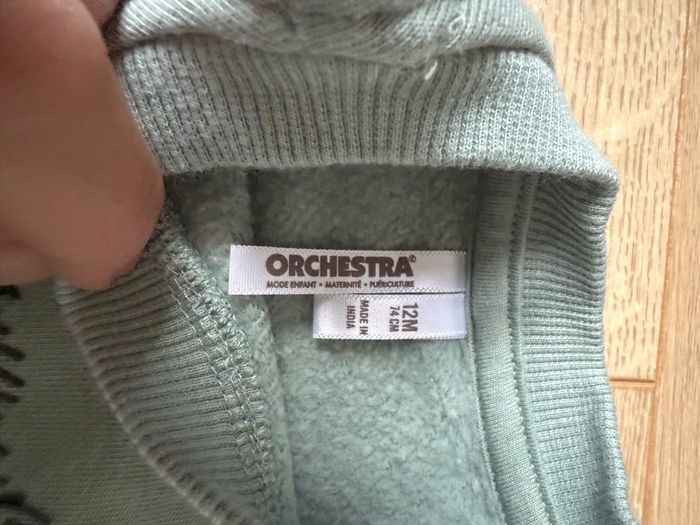 ORCHESTRA©
MODE ENFANT • MATERNITÉ • PUÉRICULTURE
12M
74 CM
MADE IN
INDIA